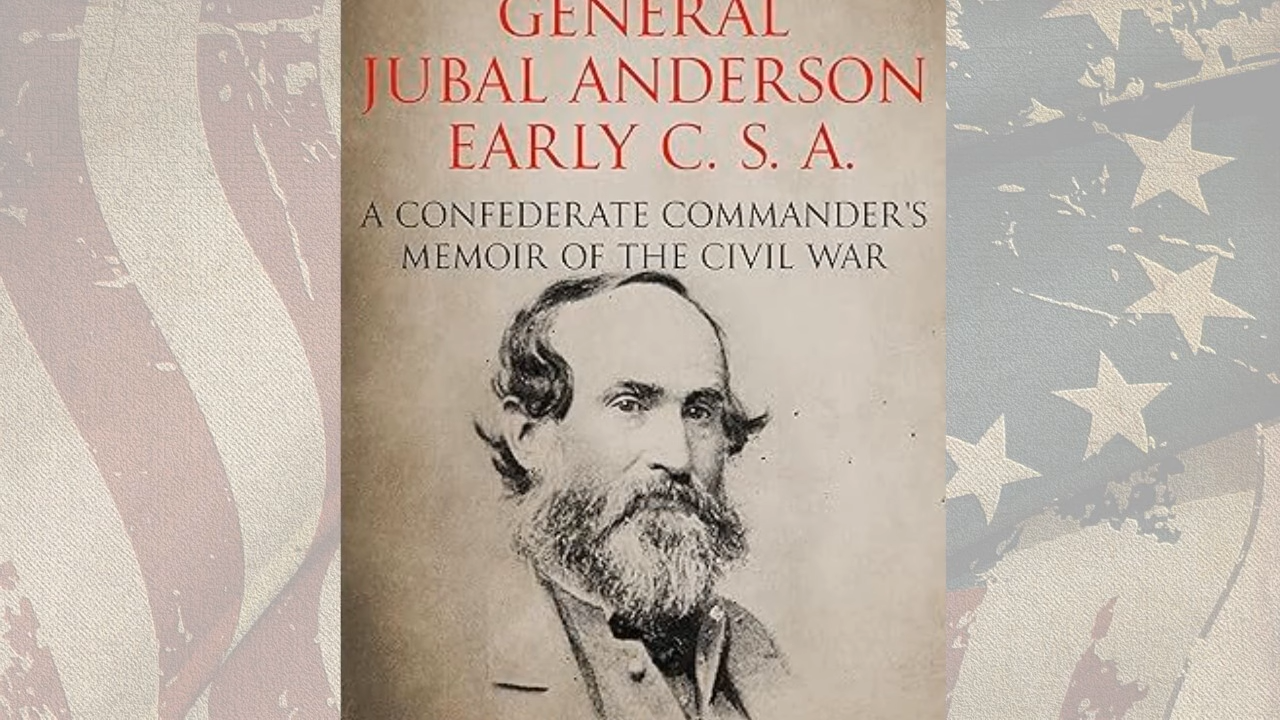 GENERAL
JUBAL ANDERSON
EARLY C. S. A.
A CONFEDERATE COMMANDER'S
MEMOIR OF THE CIVIL WAR